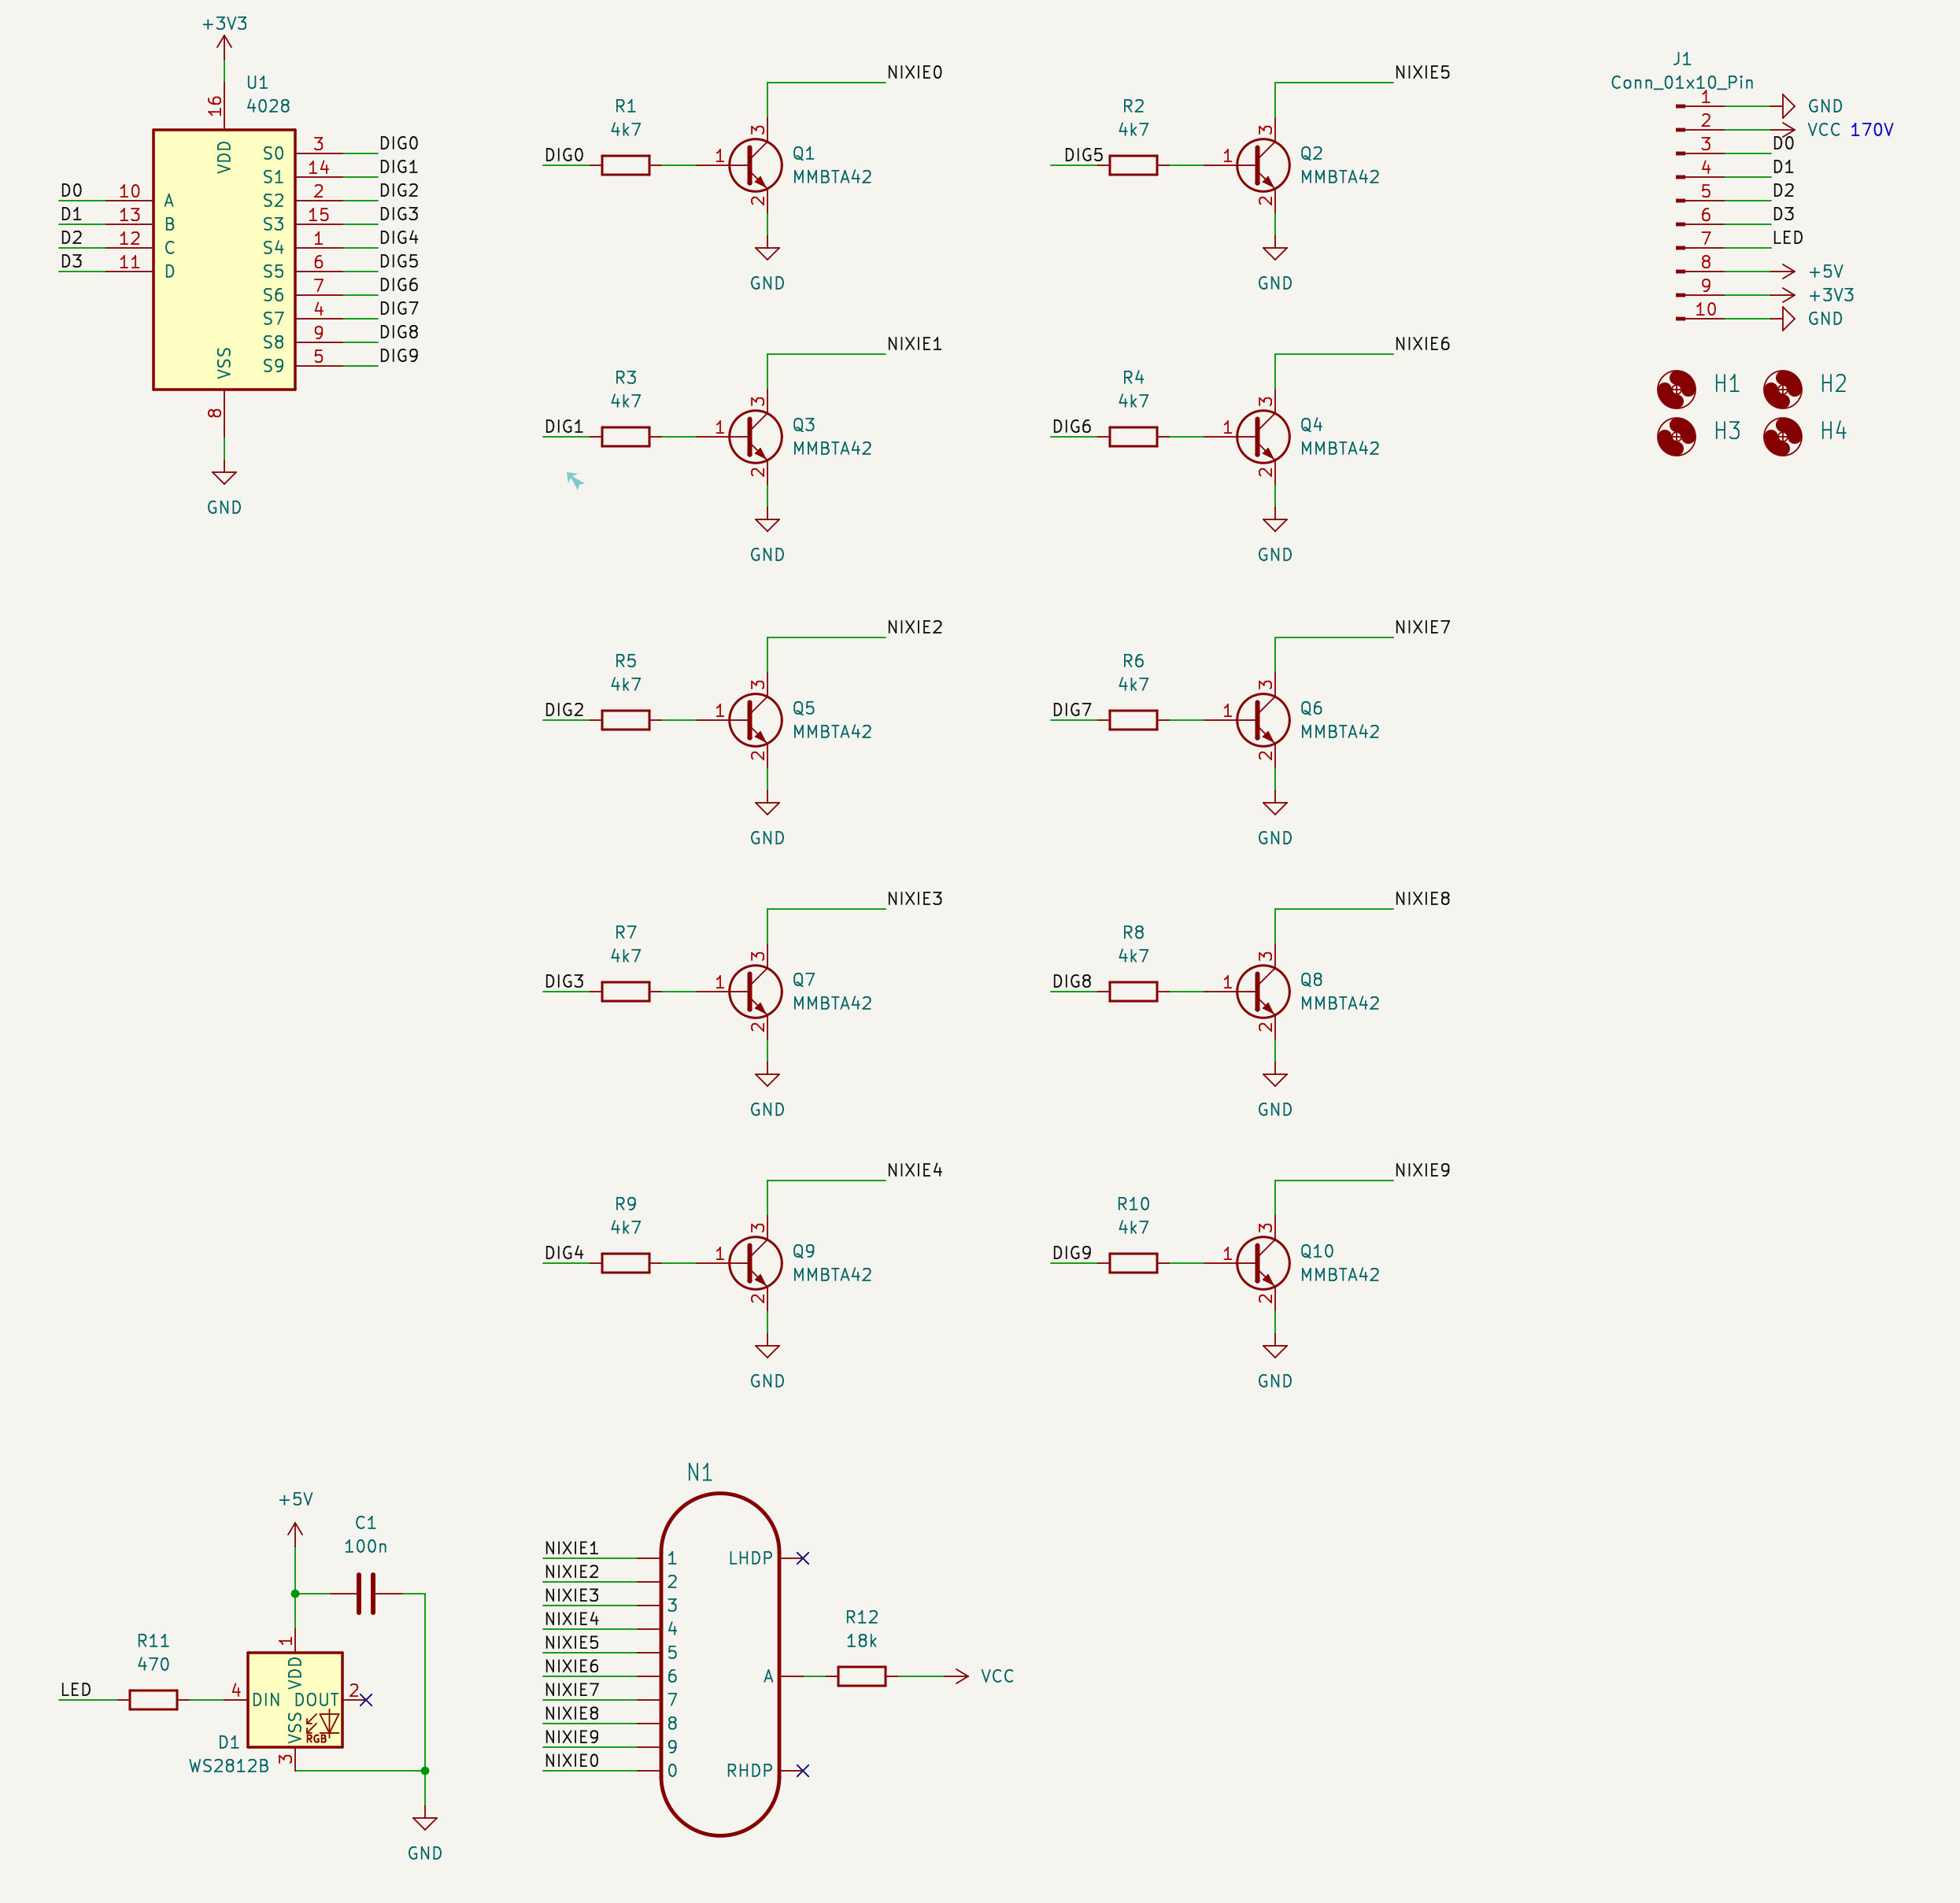 +3V3
U1
4028
16
VDD
VSS
8
GND
D0 10 A
D1 13 B
D2 12 C
D3 11 D
S0 3 DIG0
S1 14 DIG1
S2 2 DIG2
S3 15 DIG3
S4 1 DIG4
S5 6 DIG5
S6 7 DIG6
S7 4 DIG7
S8 9 DIG8
S9 5 DIG9
NIXIE0
R1
4k7
DIG0
1
3
2
Q1
MMBTA42
GND
NIXIE5
R2
4k7
DIG5
1
3
2
Q2
MMBTA42
GND
J1
Conn_01x10_Pin
1 GND
2 VCC 170V
3 D0
4 D1
5 D2
6 D3
7 LED
8 +5V
9 +3V3
10 GND
H1
H2
H3
H4
NIXIE1
R3
4k7
DIG1
1
3
2
Q3
MMBTA42
GND
NIXIE6
R4
4k7
DIG6
1
3
2
Q4
MMBTA42
GND
NIXIE2
R5
4k7
DIG2
1
3
2
Q5
MMBTA42
GND
NIXIE7
R6
4k7
DIG7
1
3
2
Q6
MMBTA42
GND
NIXIE3
R7
4k7
DIG3
1
3
2
Q7
MMBTA42
GND
NIXIE8
R8
4k7
DIG8
1
3
2
Q8
MMBTA42
GND
NIXIE4
R9
4k7
DIG4
1
3
2
Q9
MMBTA42
GND
NIXIE9
R10
4k7
DIG9
1
3
2
Q10
MMBTA42
GND
+5V
C1
100n
R11
470
LED
4
DIN
DOUT
2
1
VDD
VSS
3
RGB
D1
WS2812B
GND
N1
NIXIE1 1
NIXIE2 2
NIXIE3 3
NIXIE4 4
NIXIE5 5
NIXIE6 6
NIXIE7 7
NIXIE8 8
NIXIE9 9
NIXIE0 0
LHDP
A
RHDP
R12
18k
VCC